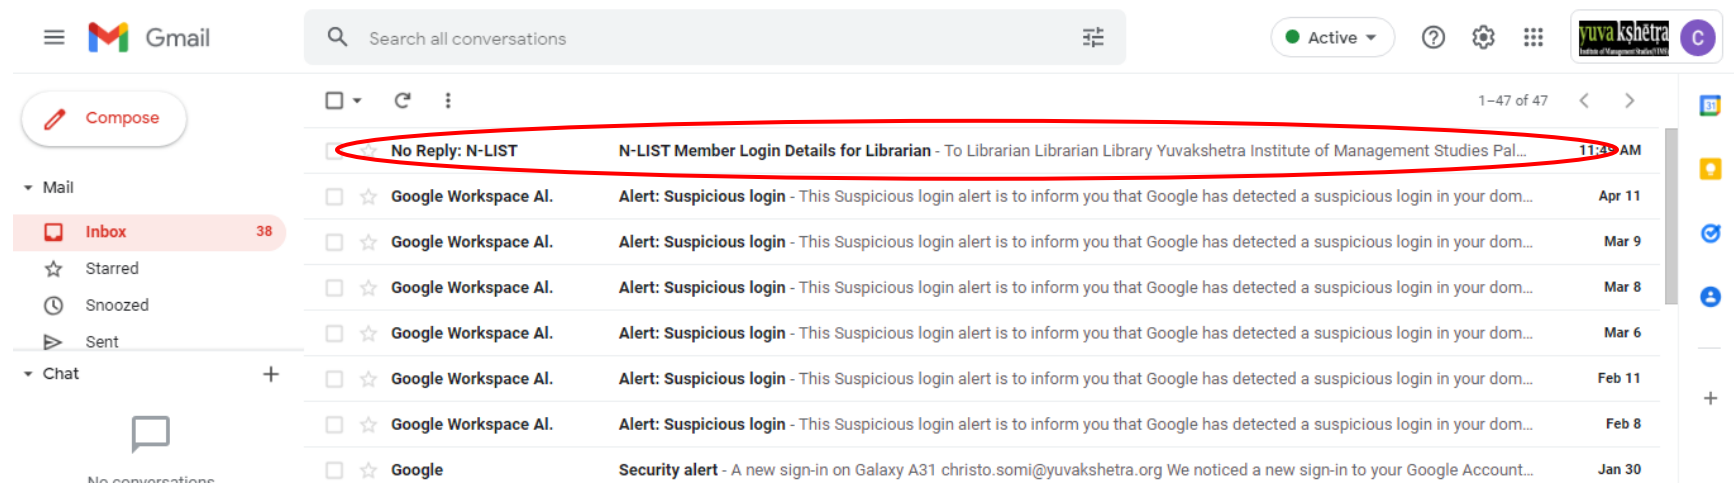 Gmail
Search all conversations
Active
yuvakshētra
Institute of Management Studies (YIMS)
C
Compose
1–47 of 47
31
Mail
Inbox 38
Starred
Snoozed
Sent
Chat
No conversations
No Reply: N-LIST N-LIST Member Login Details for Librarian - To Librarian Librarian Library Yuvakshetra Institute of Management Studies Pal... 11:49 AM
Google Workspace Al. Alert: Suspicious login - This Suspicious login alert is to inform you that Google has detected a suspicious login in your dom... Apr 11
Google Workspace Al. Alert: Suspicious login - This Suspicious login alert is to inform you that Google has detected a suspicious login in your dom... Mar 9
Google Workspace Al. Alert: Suspicious login - This Suspicious login alert is to inform you that Google has detected a suspicious login in your dom... Mar 8
Google Workspace Al. Alert: Suspicious login - This Suspicious login alert is to inform you that Google has detected a suspicious login in your dom... Mar 6
Google Workspace Al. Alert: Suspicious login - This Suspicious login alert is to inform you that Google has detected a suspicious login in your dom... Feb 11
Google Workspace Al. Alert: Suspicious login - This Suspicious login alert is to inform you that Google has detected a suspicious login in your dom... Feb 8
Google Security alert - A new sign-in on Galaxy A31 christo.somi@yuvakshetra.org We noticed a new sign-in to your Google Account... Jan 30